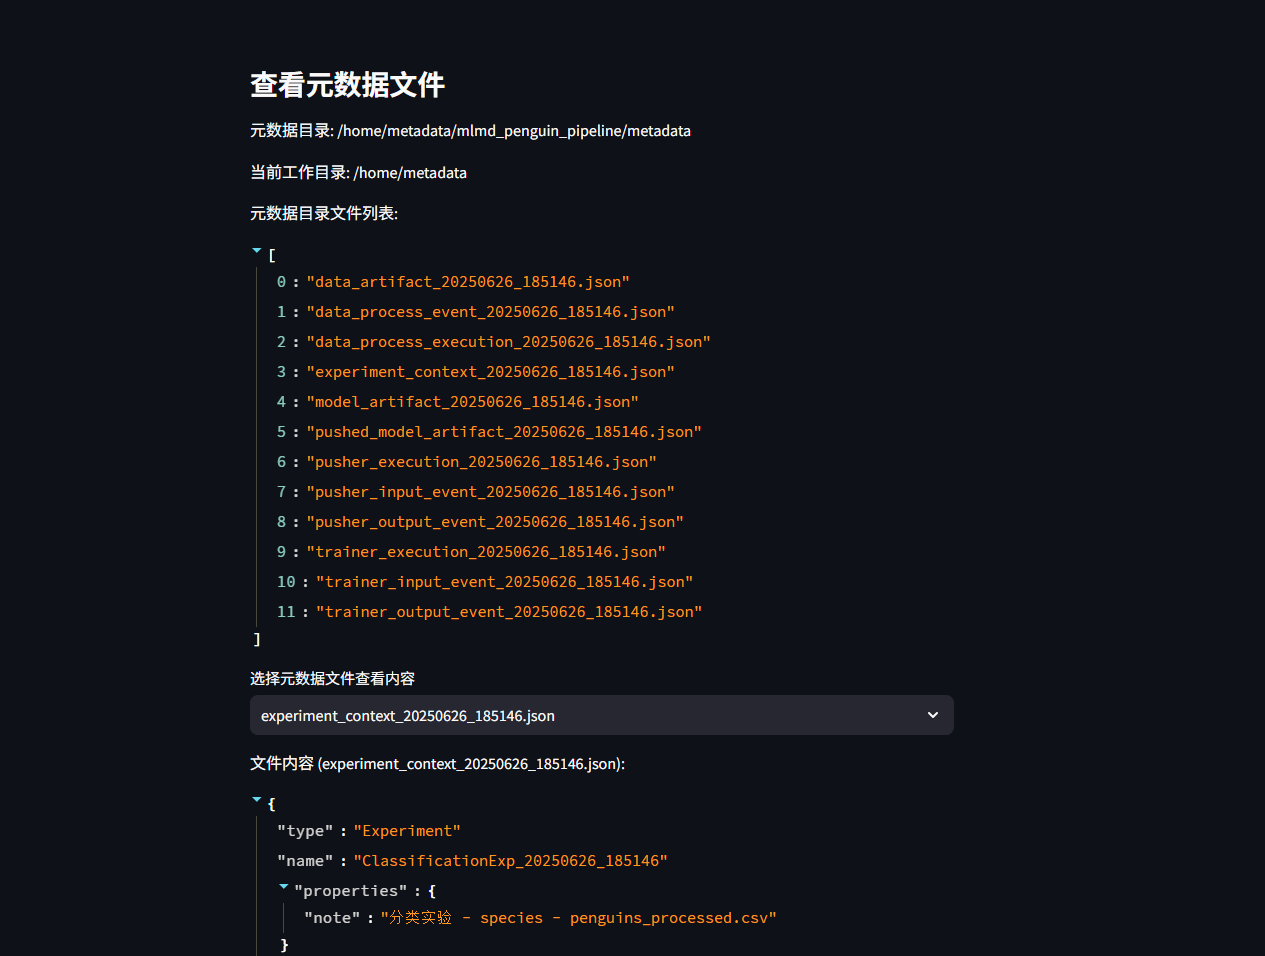 查看元数据文件
元数据目录: /home/metadata/mlmd_penguin_pipeline/metadata
当前工作目录: /home/metadata
元数据目录文件列表:
[
0 : "data_artifact_20250626_185146.json"
1 : "data_process_event_20250626_185146.json"
2 : "data_process_execution_20250626_185146.json"
3 : "experiment_context_20250626_185146.json"
4 : "model_artifact_20250626_185146.json"
5 : "pushed_model_artifact_20250626_185146.json"
6 : "pusher_execution_20250626_185146.json"
7 : "pusher_input_event_20250626_185146.json"
8 : "pusher_output_event_20250626_185146.json"
9 : "trainer_execution_20250626_185146.json"
10 : "trainer_input_event_20250626_185146.json"
11 : "trainer_output_event_20250626_185146.json"
]
选择元数据文件查看内容
experiment_context_20250626_185146.json
文件内容 (experiment_context_20250626_185146.json):
{
"type" : "Experiment"
"name" : "ClassificationExp_20250626_185146"
"properties" : {
"note" : "分类实验 - species - penguins_processed.csv"
}